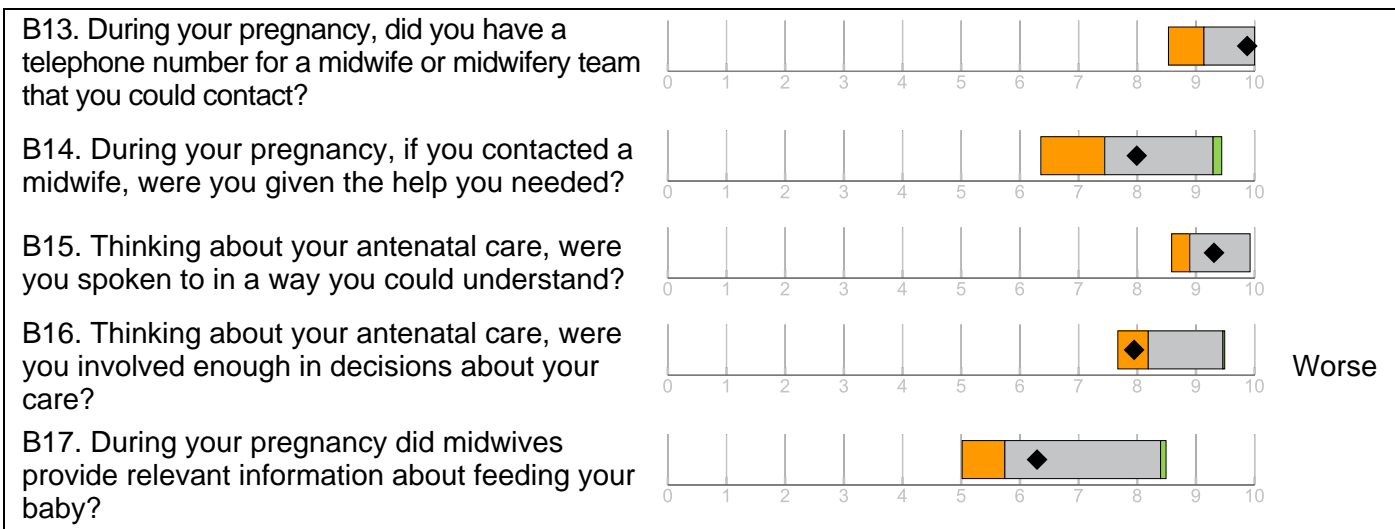 B13. During your pregnancy, did you have a
telephone number for a midwife or midwifery team
that you could contact?
0 1 2 3 4 5 6 7 8 9 10
B14. During your pregnancy, if you contacted a
midwife, were you given the help you needed?
0 1 2 3 4 5 6 7 8 9 10
B15. Thinking about your antenatal care, were
you spoken to in a way you could understand?
0 1 2 3 4 5 6 7 8 9 10
B16. Thinking about your antenatal care, were
you involved enough in decisions about your
care?
0 1 2 3 4 5 6 7 8 9 10
Worse
B17. During your pregnancy did midwives
provide relevant information about feeding your
baby?
0 1 2 3 4 5 6 7 8 9 10